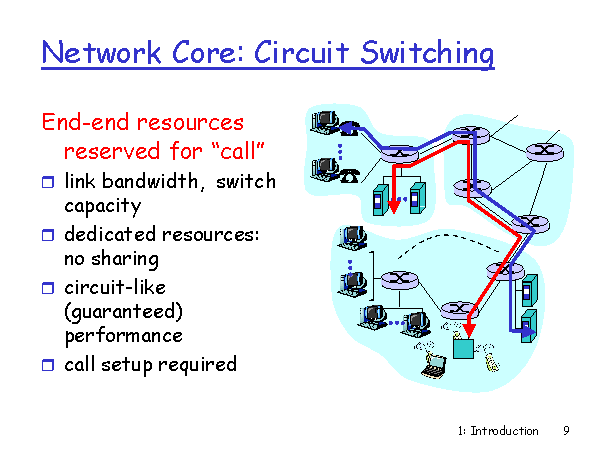 Network Core: Circuit Switching
End-end resources
reserved for “call”
link bandwidth, switch
capacity
dedicated resources:
no sharing
circuit-like
(guaranteed)
performance
call setup required
1: Introduction 9